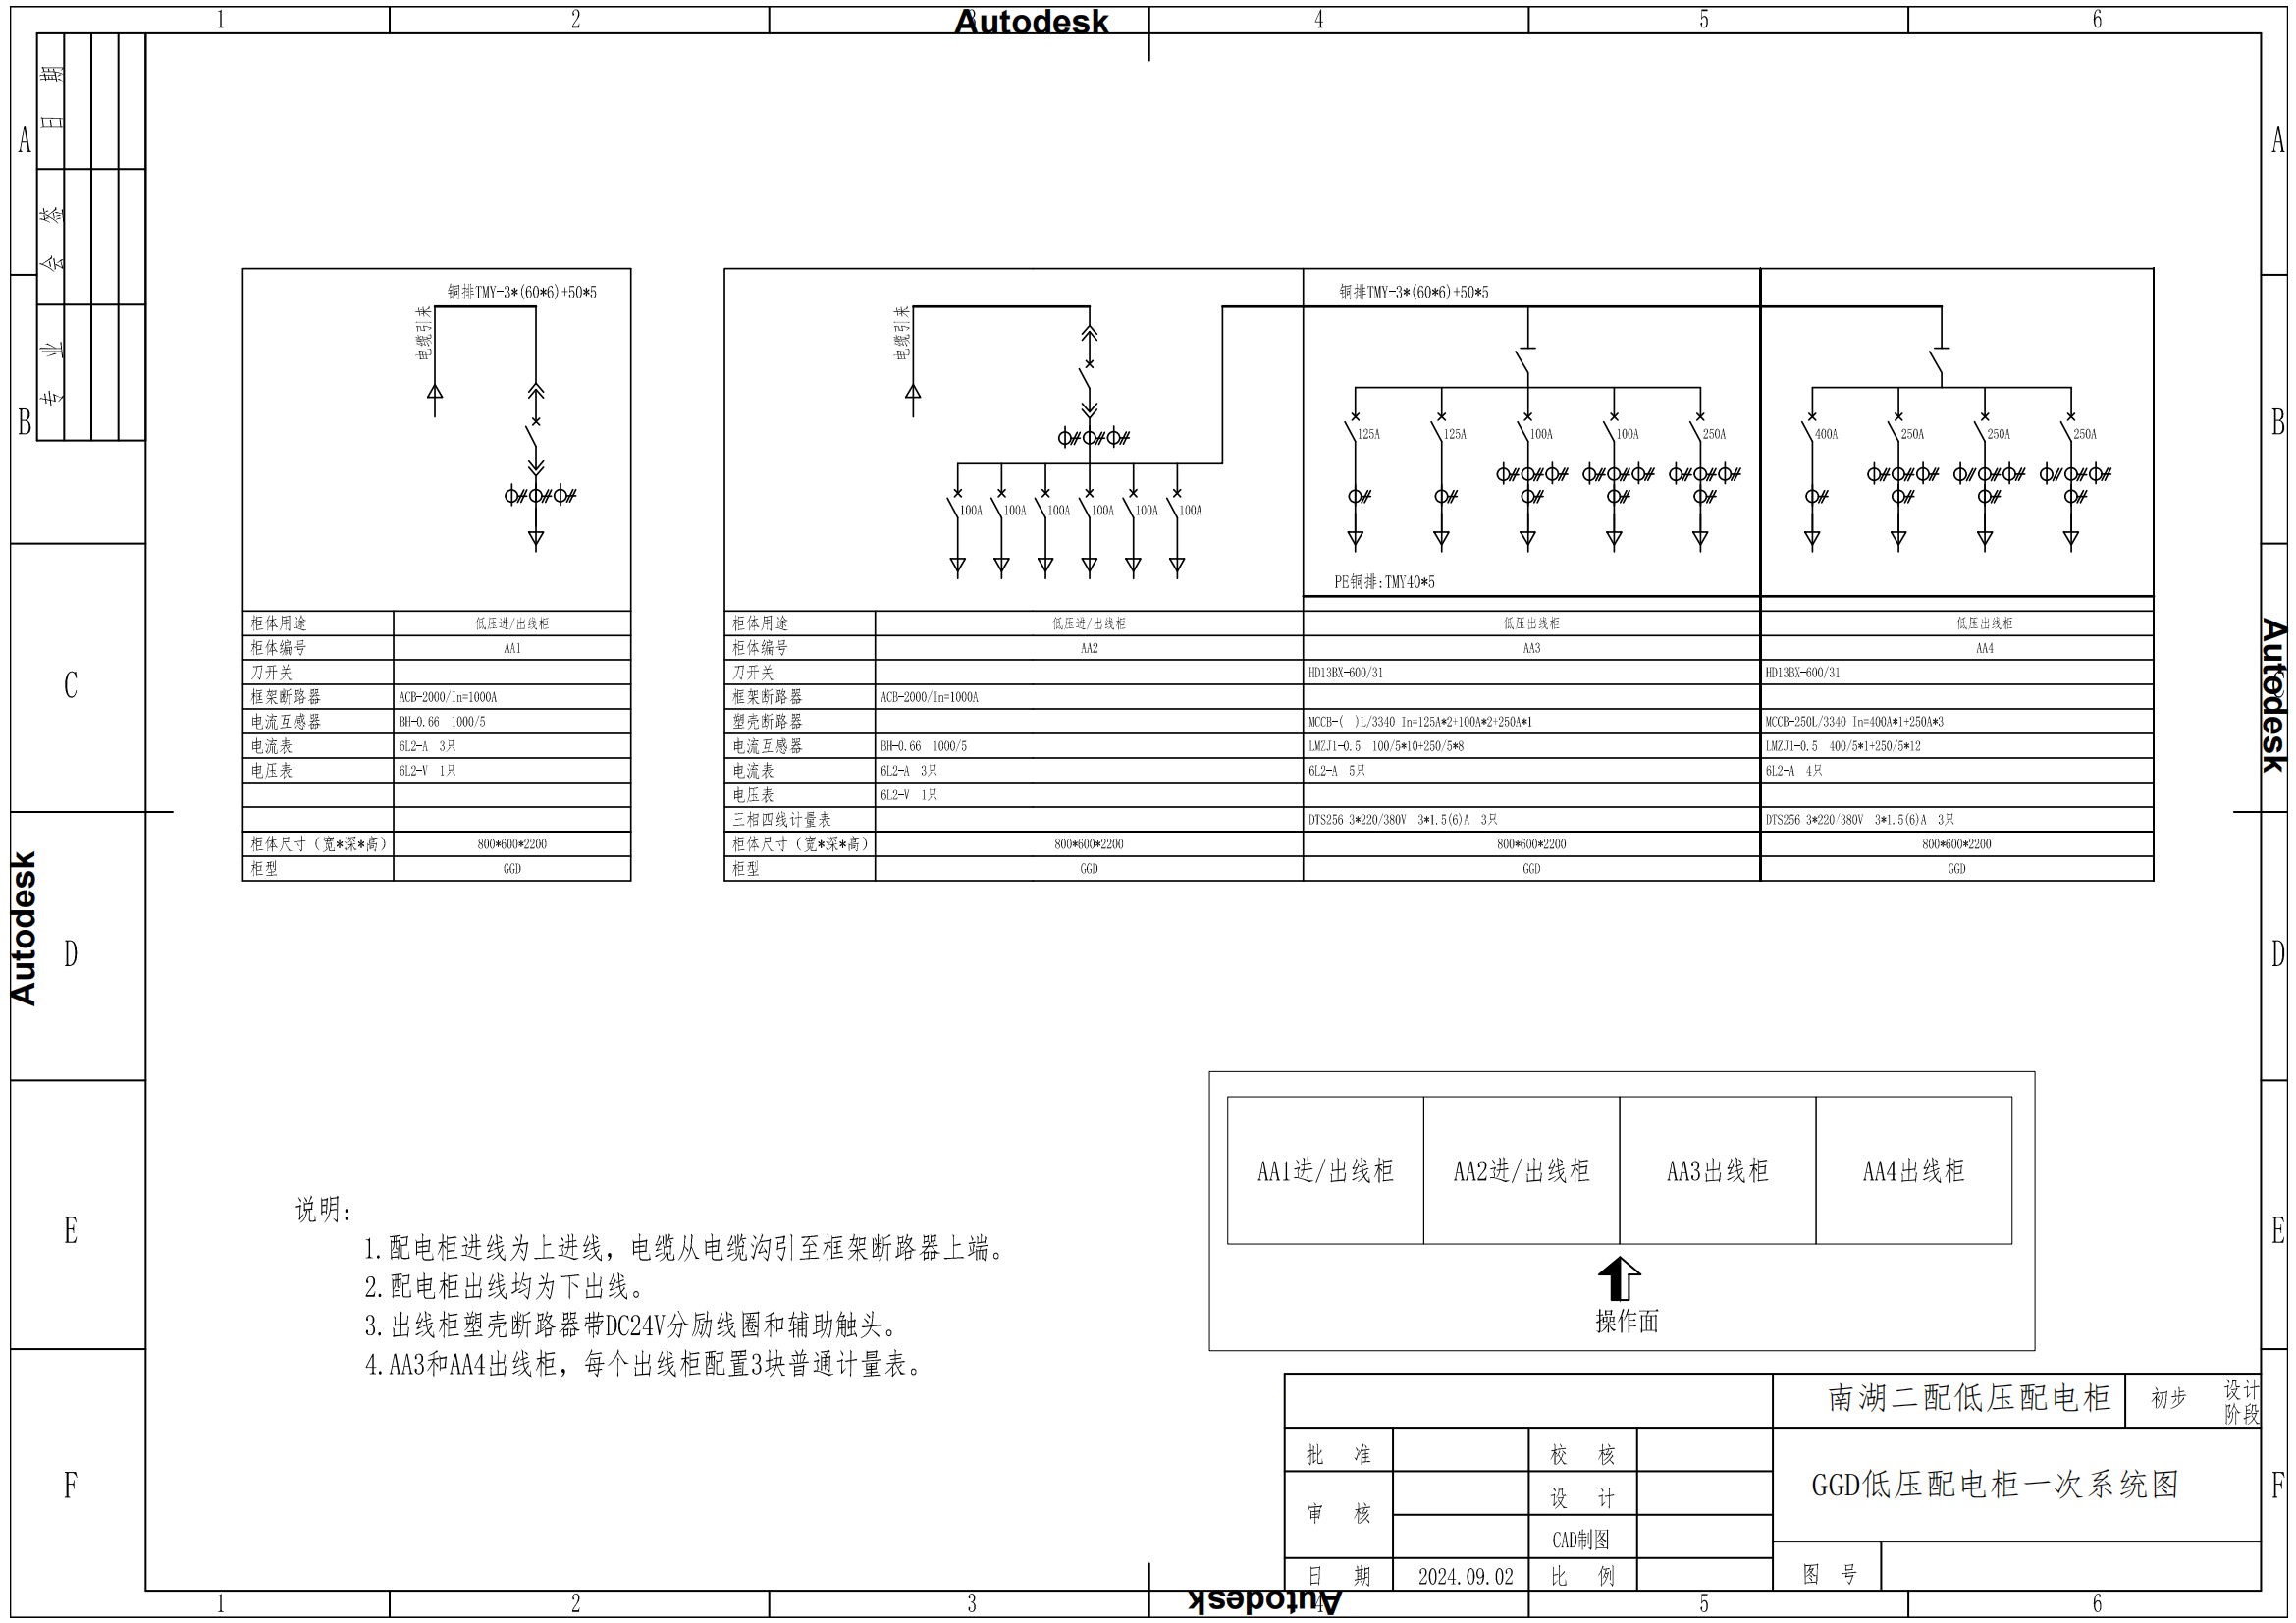 1 2 3 4 5 6
Autodesk
A B C D E F
日期
会签
专业
铜排TMY-3*(60*6)+50*5
电缆引来
柜体用途 低压进/出线柜
柜体编号 AA1
刀开关
框架断路器 ACB-2000/In=1000A
电流互感器 BH-0.66 1000/5
电流表 6L2-A 3只
电压表 6L2-V 1只
柜体尺寸（宽*深*高） 800*600*2200
柜型 GGD
电缆引来
铜排TMY-3*(60*6)+50*5
125A 125A 100A 100A 250A 400A 250A 250A 250A
100A 100A 100A 100A 100A 100A
PE铜排:TMY40*5
柜体用途 低压进/出线柜 低压出线柜 低压出线柜
柜体编号 AA2 AA3 AA4
刀开关 HD13BX-600/31 HD13BX-600/31
框架断路器 ACB-2000/In=1000A
塑壳断路器 MCCB-( )L/3340 In=125A*2+100A*2+250A*1 MCCB-250L/3340 In=400A*1+250A*3
电流互感器 BH-0.66 1000/5 LMZJ1-0.5 100/5*10+250/5*8 LMZJ1-0.5 400/5*1+250/5*12
电流表 6L2-A 3只 6L2-A 5只 6L2-A 4只
电压表 6L2-V 1只
三相四线计量表 DTS256 3*220/380V 3*1.5(6)A 3只 DTS256 3*220/380V 3*1.5(6)A 3只
柜体尺寸（宽*深*高） 800*600*2200 800*600*2200 800*600*2200
柜型 GGD GGD GGD
AA1进/出线柜 AA2进/出线柜 AA3出线柜 AA4出线柜
操作面
说明:
1.配电柜进线为上进线，电缆从电缆沟引至框架断路器上端。
2.配电柜出线均为下出线。
3.出线柜塑壳断路器带DC24V分励线圈和辅助触头。
4.AA3和AA4出线柜，每个出线柜配置3块普通计量表。
南湖二配低压配电柜 初步 设计阶段
批准 校核
GGD低压配电柜一次系统图
审核 设计
CAD制图
日期 2024.09.02 比例 图号
Autodesk
Autodesk
A B C D E F
1 2 3 4 5 6
Autodesk